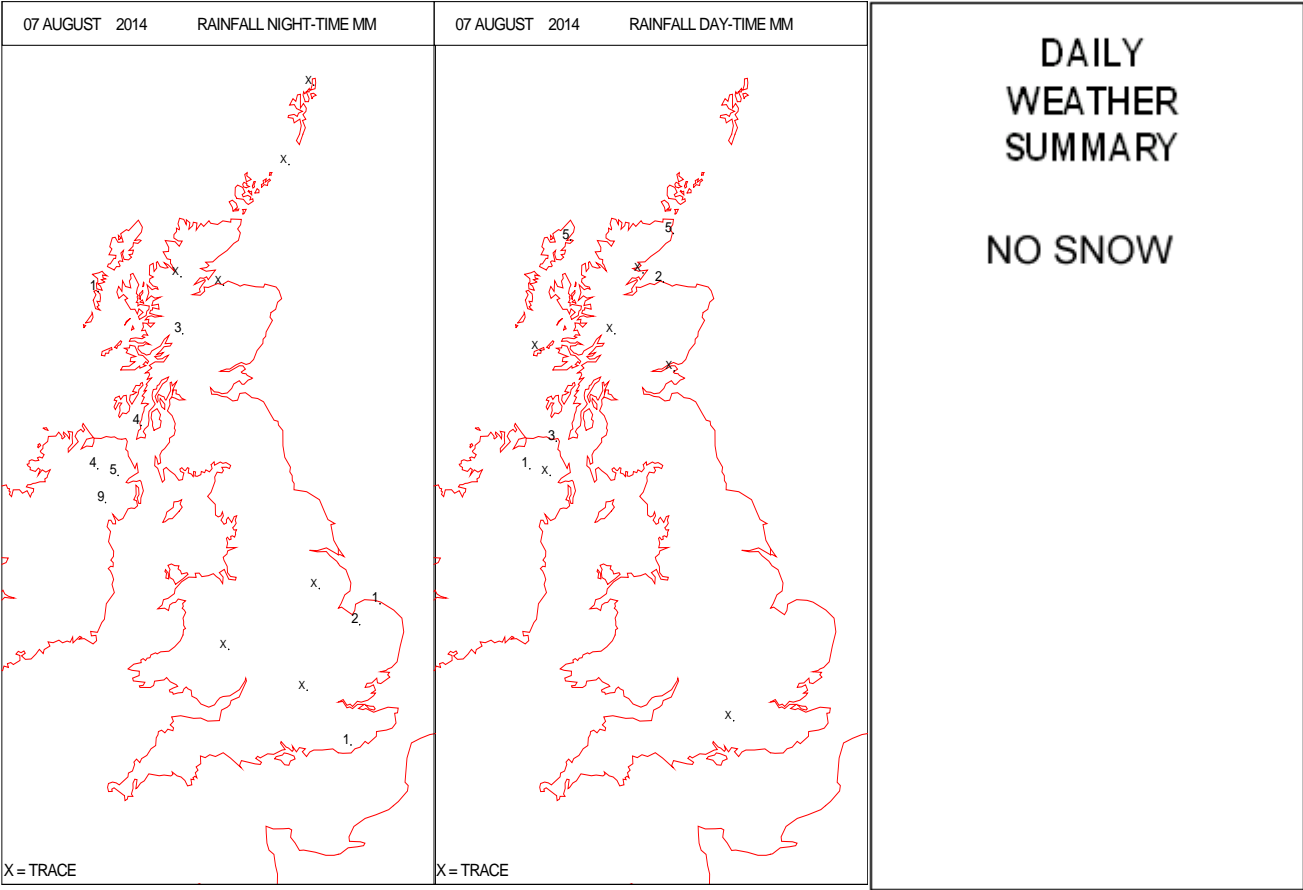 07 AUGUST 2014 RAINFALL NIGHT-TIME MM
X.
X.
X.
X.
1
3.
4.
4.
5.
9.
X.
1.
2.
X.
X.
1.
X = TRACE
07 AUGUST 2014 RAINFALL DAY-TIME MM
5.
5.
X.
2.
X.
X.
X.
3.
1.
X.
X.
X = TRACE
DAILY
WEATHER
SUMMARY
NO SNOW